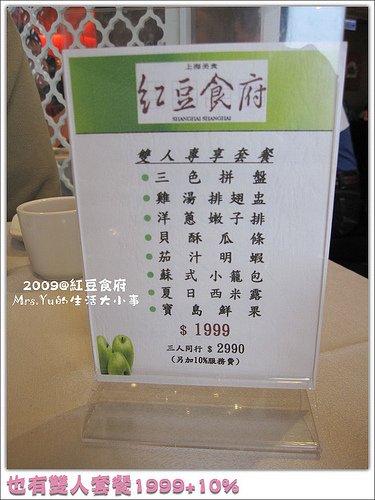 上海美食
紅豆食府
SHANGHAI SHANGHAI
雙人專享套餐
三色拼盤
雞湯排翅盅
洋蔥嫩子排
貝酥瓜條
茄汁明蝦
蘇式小籠包
夏日西米露
寶島鮮果
$ 1999
三人同行 $ 2990
(另加10%服務費)
2009@紅豆食府
Mrs.Yu的生活大小事
也有雙人套餐1999+10%